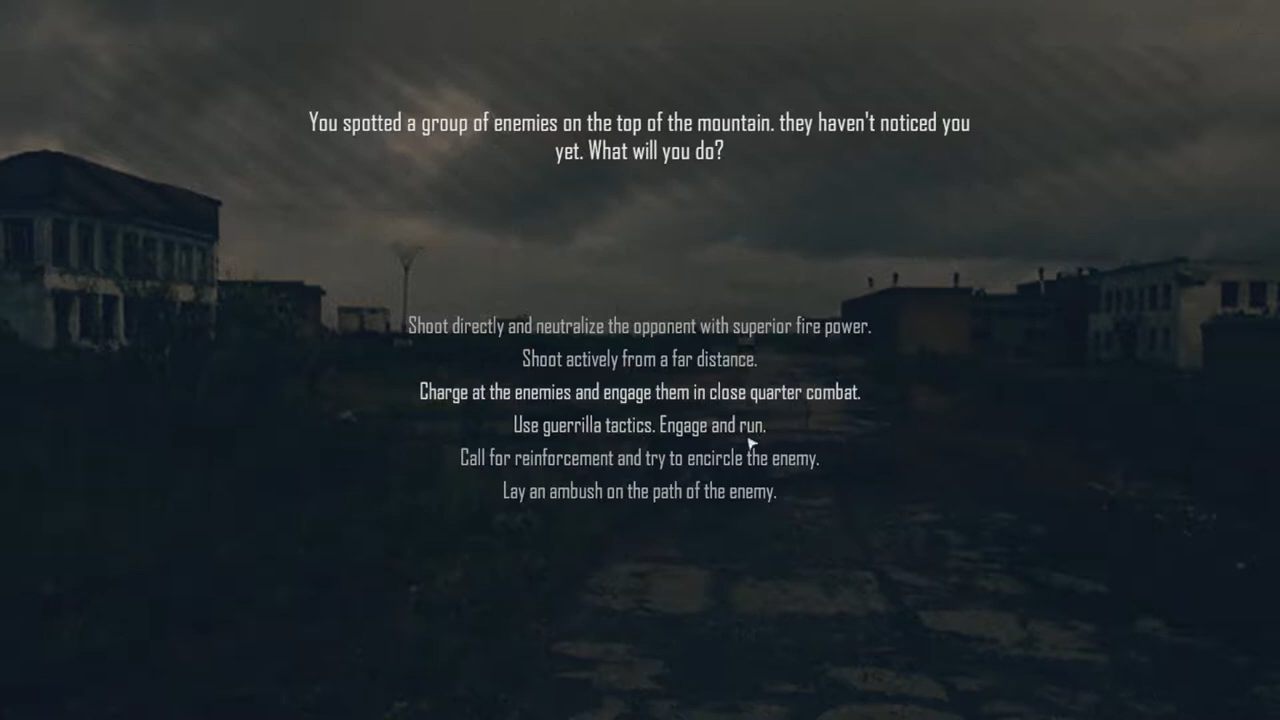 You spotted a group of enemies on the top of the mountain. they haven't noticed you
yet. What will you do?
Shoot directly and neutralize the opponent with superior fire power.
Shoot actively from a far distance.
Charge at the enemies and engage them in close quarter combat.
Use guerrilla tactics. Engage and run.
Call for reinforcement and try to encircle the enemy.
Lay an ambush on the path of the enemy.